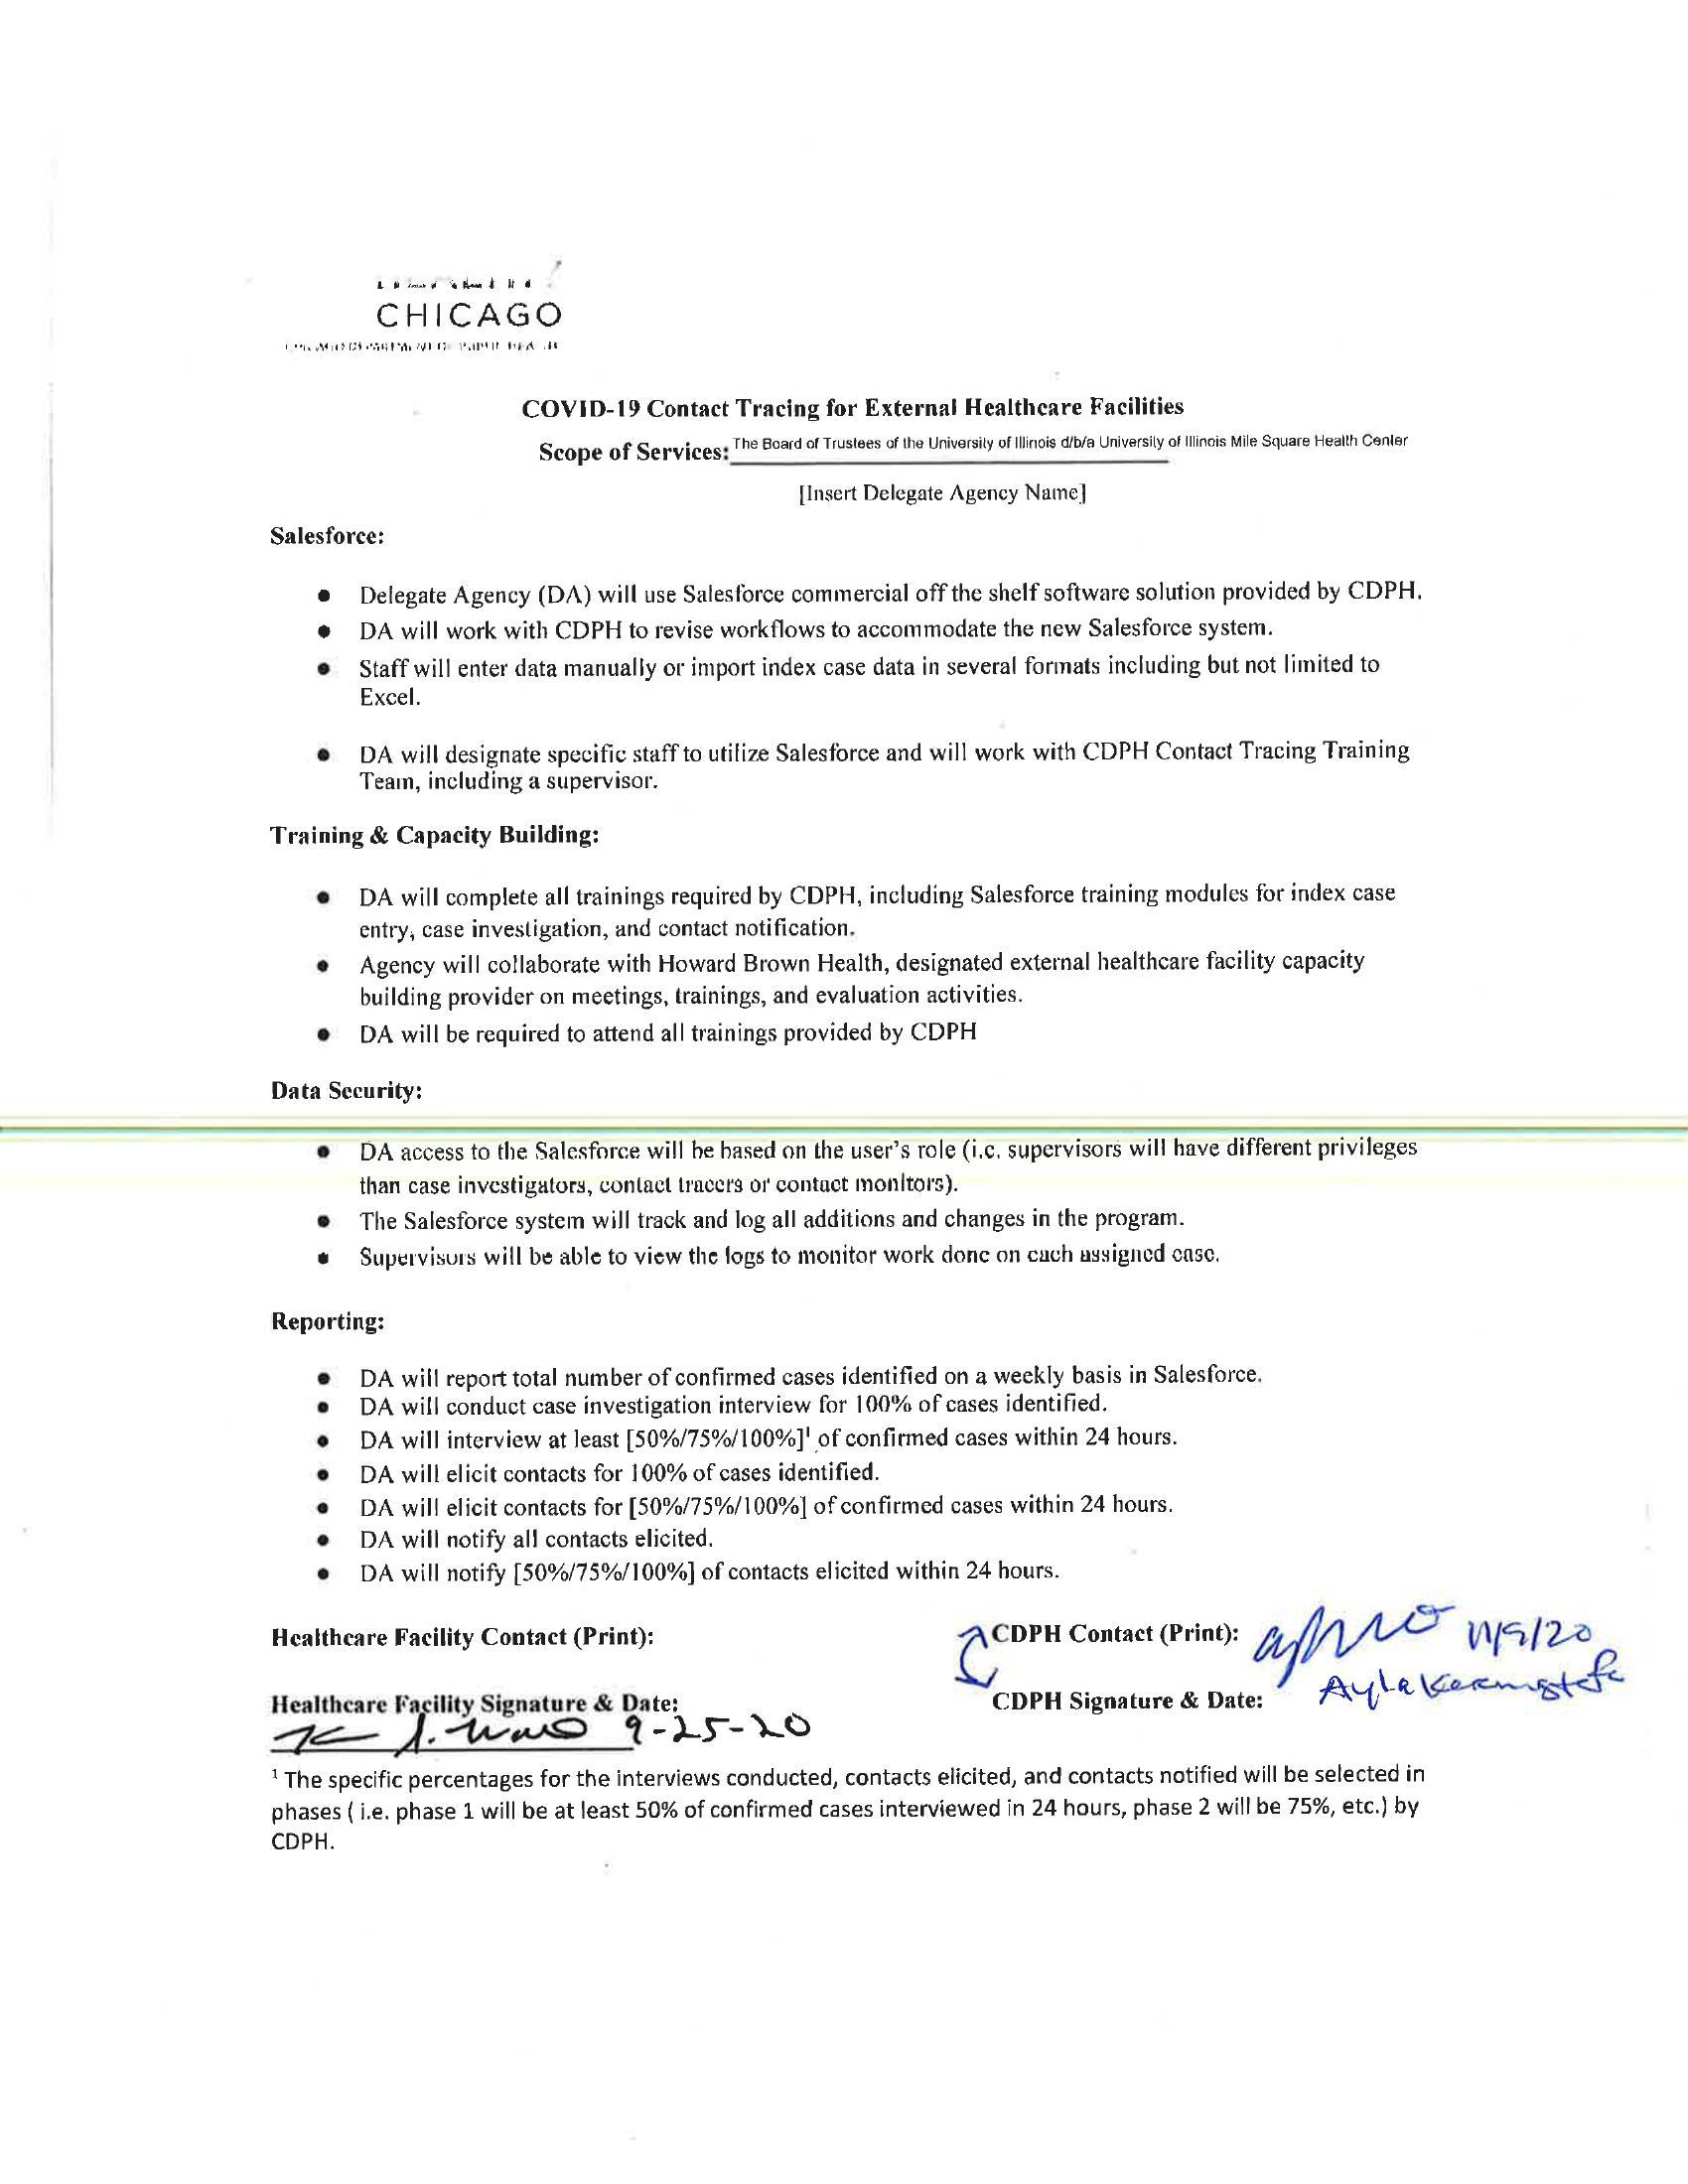 CHICAGO
COVID-19 Contact Tracing for External Healthcare Facilities
Scope of Services: The Board of Trustees of the University of Illinois d/b/a University of Illinois Mile Square Health Center
[Insert Delegate Agency Name]
Salesforce:
• Delegate Agency (DA) will use Salesforce commercial off the shelf software solution provided by CDPH.
• DA will work with CDPH to revise workflows to accommodate the new Salesforce system.
• Staff will enter data manually or import index case data in several formats including but not limited to
Excel.
• DA will designate specific staff to utilize Salesforce and will work with CDPH Contact Tracing Training
Team, including a supervisor.
Training & Capacity Building:
• DA will complete all trainings required by CDPH, including Salesforce training modules for index case
entry, case investigation, and contact notification.
• Agency will collaborate with Howard Brown Health, designated external healthcare facility capacity
building provider on meetings, trainings, and evaluation activities.
• DA will be required to attend all trainings provided by CDPH
Data Security:
• DA access to the Salesforce will be based on the user's role (i.e. supervisors will have different privileges
than case investigators, contact tracers or contact monitors).
• The Salesforce system will track and log all additions and changes in the program.
• Supervisors will be able to view the logs to monitor work done on each assigned case.
Reporting:
• DA will report total number of confirmed cases identified on a weekly basis in Salesforce.
• DA will conduct case investigation interview for 100% of cases identified.
• DA will interview at least [50%/75%/100%]¹ of confirmed cases within 24 hours.
• DA will elicit contacts for 100% of cases identified.
• DA will elicit contacts for [50%/75%/100%] of confirmed cases within 24 hours.
• DA will notify all contacts elicited.
• DA will notify [50%/75%/100%] of contacts elicited within 24 hours.
Healthcare Facility Contact (Print): CDPH Contact (Print): 11/9/20
Healthcare Facility Signature & Date: CDPH Signature & Date: Ayla
9-25-20
¹ The specific percentages for the interviews conducted, contacts elicited, and contacts notified will be selected in
phases ( i.e. phase 1 will be at least 50% of confirmed cases interviewed in 24 hours, phase 2 will be 75%, etc.) by
CDPH.